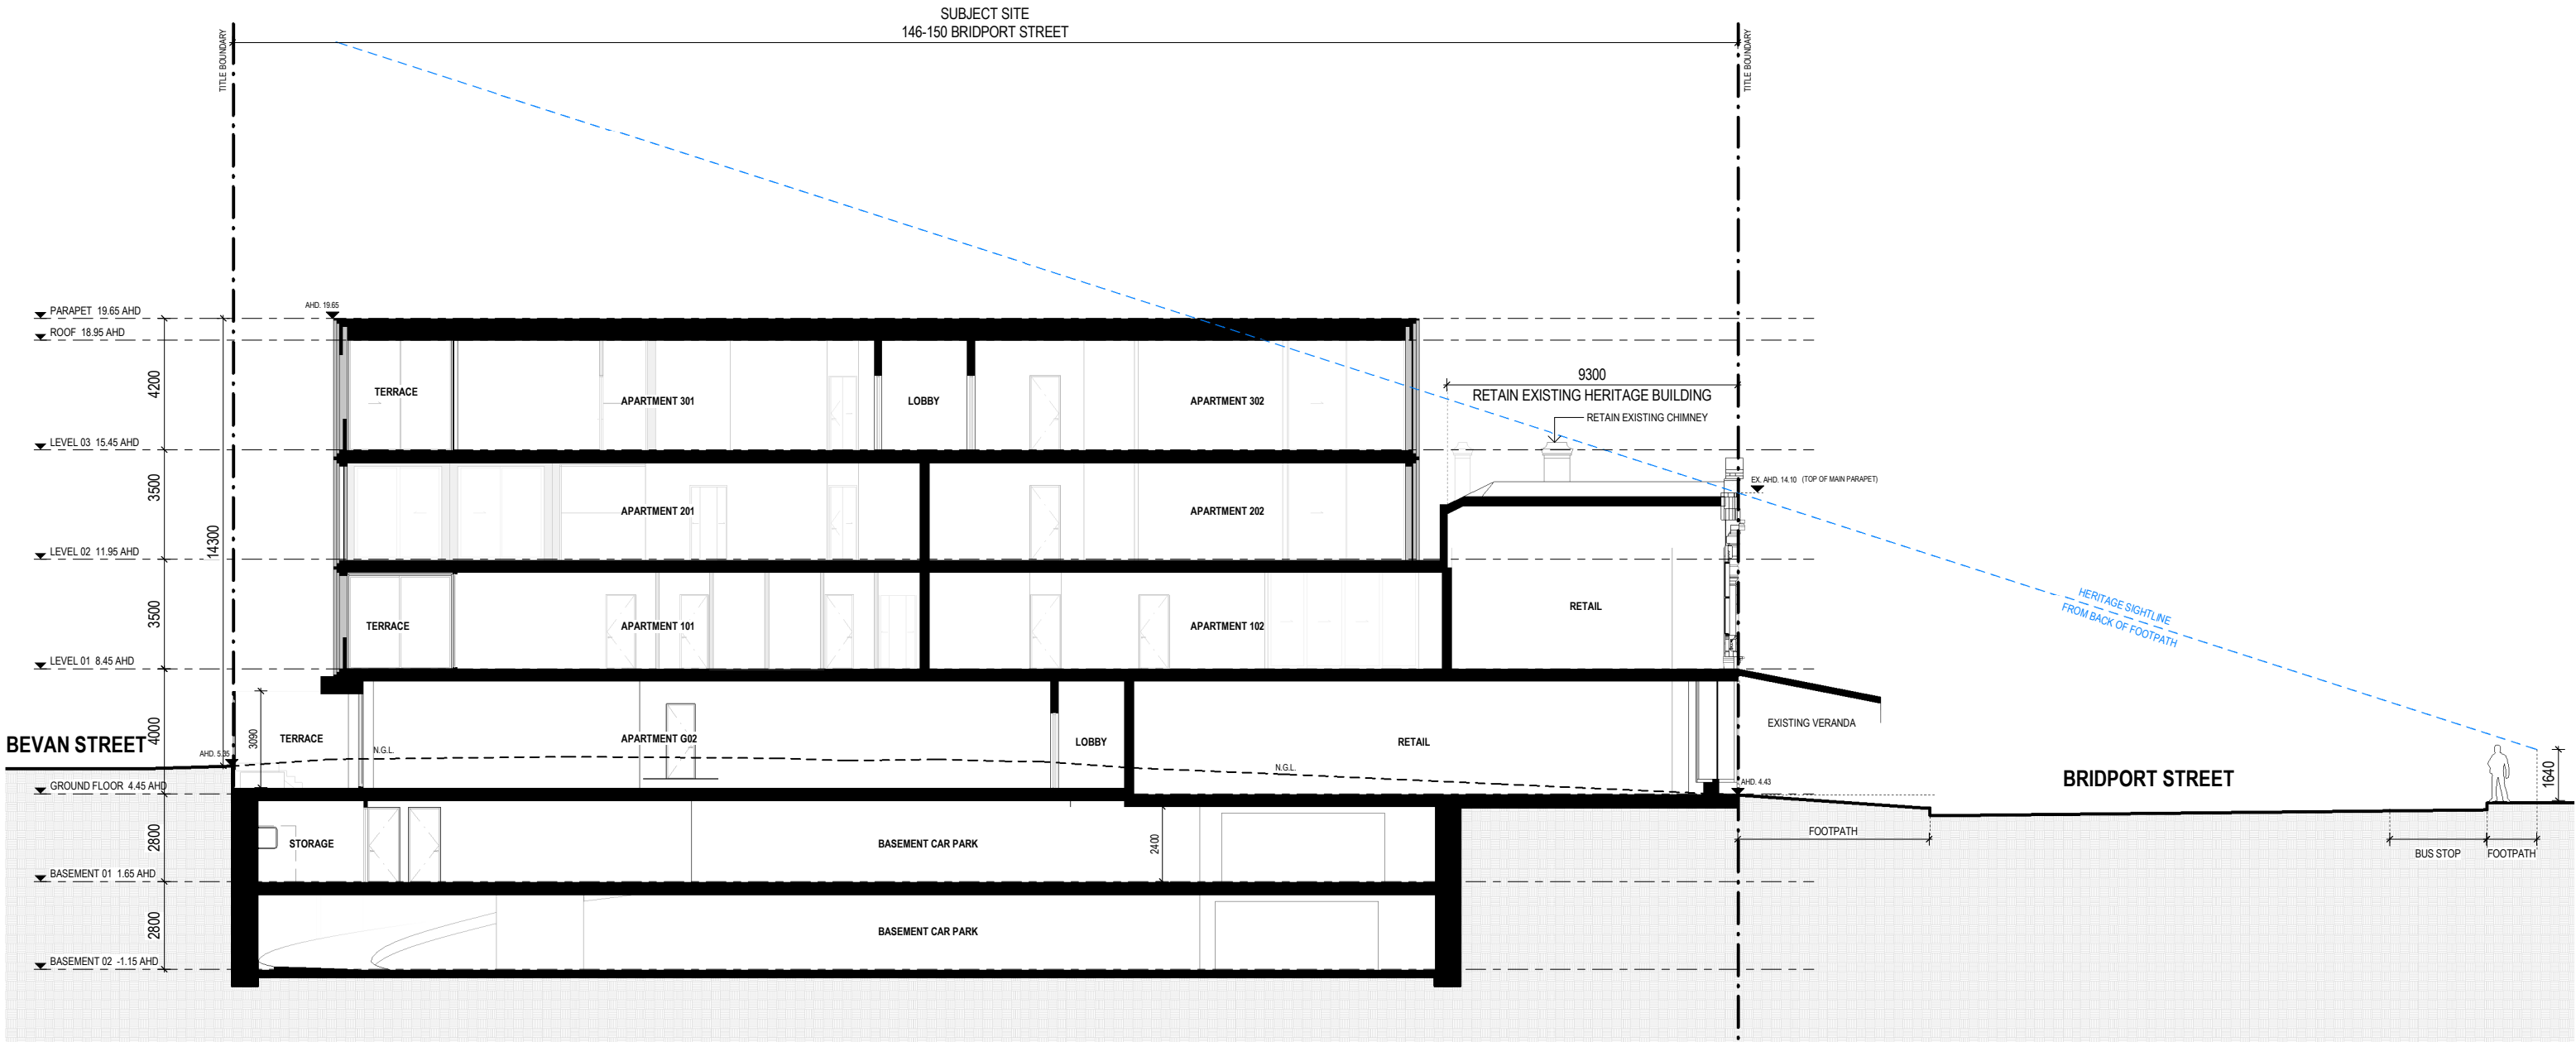 SUBJECT SITE
146-150 BRIDPORT STREET
TITLE BOUNDARY
TITLE BOUNDARY
PARAPET 19.65 AHD
AHD. 19.65
ROOF 18.95 AHD
4200
TERRACE
APARTMENT 301
LOBBY
APARTMENT 302
9300
RETAIN EXISTING HERITAGE BUILDING
RETAIN EXISTING CHIMNEY
LEVEL 03 15.45 AHD
3500
14300
APARTMENT 201
APARTMENT 202
EX. AHD. 14.10 (TOP OF MAIN PARAPET)
LEVEL 02 11.95 AHD
3500
TERRACE
APARTMENT 101
APARTMENT 102
RETAIL
HERITAGE SIGHTLINE
FROM BACK OF FOOTPATH
LEVEL 01 8.45 AHD
4000
3090
BEVAN STREET
AHD. 5.35
TERRACE
N.G.L.
APARTMENT G02
LOBBY
RETAIL
N.G.L.
EXISTING VERANDA
BRIDPORT STREET
1640
GROUND FLOOR 4.45 AHD
AHD. 4.43
2800
STORAGE
BASEMENT CAR PARK
2400
FOOTPATH
BUS STOP
FOOTPATH
BASEMENT 01 1.65 AHD
2800
BASEMENT CAR PARK
BASEMENT 02 -1.15 AHD